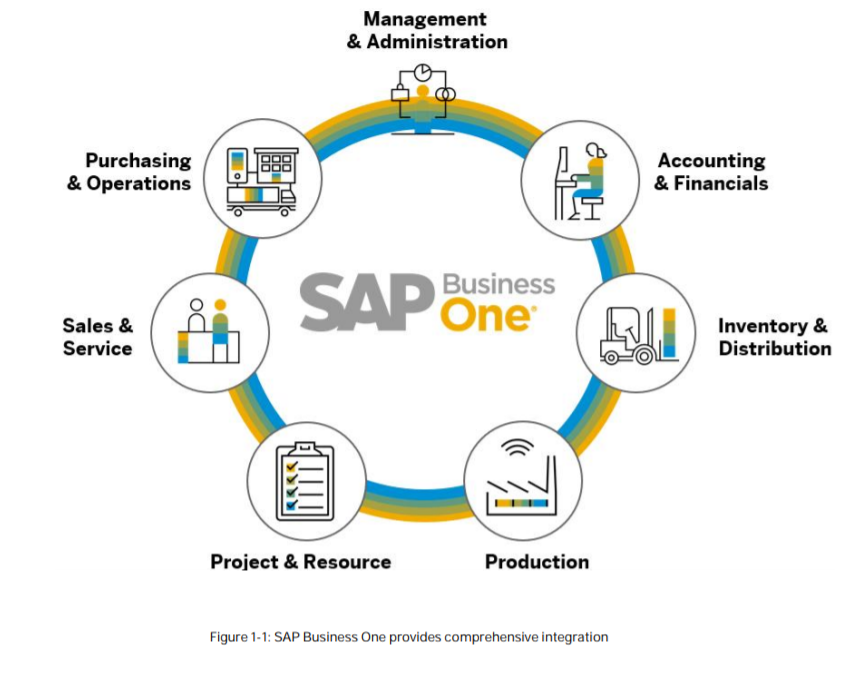 Management
& Administration
Purchasing
& Operations
Accounting
& Financials
SAP Business
One
Sales &
Service
Inventory &
Distribution
Project & Resource
Production
Figure 1-1: SAP Business One provides comprehensive integration